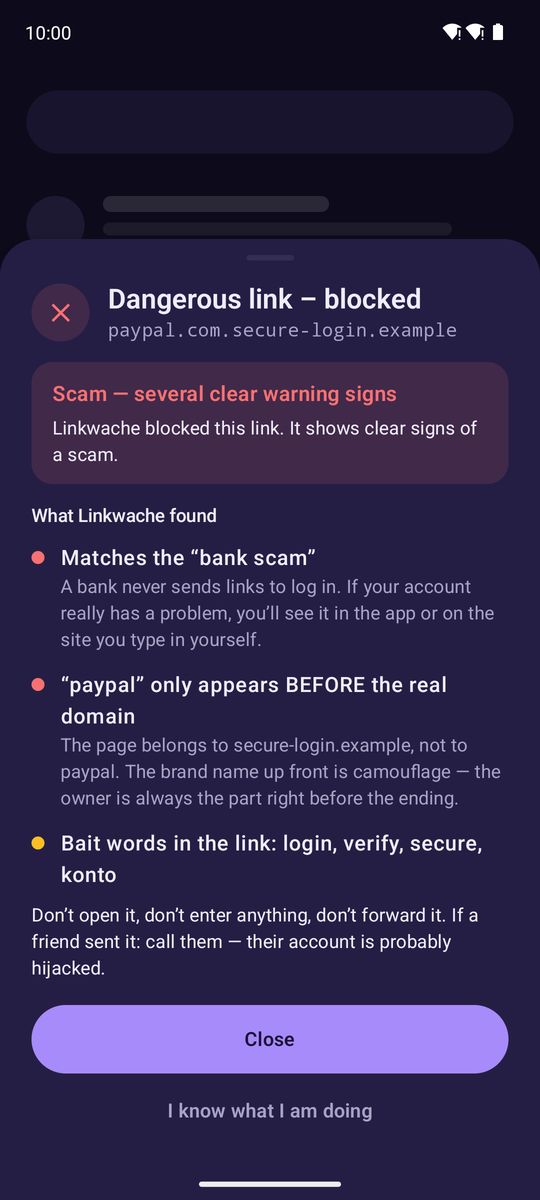 10:00
Dangerous link – blocked
paypal.com.secure-login.example
Scam — several clear warning signs
Linkwache blocked this link. It shows clear signs of
a scam.
What Linkwache found
Matches the “bank scam”
A bank never sends links to log in. If your account
really has a problem, you’ll see it in the app or on the
site you type in yourself.
“paypal” only appears BEFORE the real
domain
The page belongs to secure-login.example, not to
paypal. The brand name up front is camouflage — the
owner is always the part right before the ending.
Bait words in the link: login, verify, secure,
konto
Don’t open it, don’t enter anything, don’t forward it. If a
friend sent it: call them — their account is probably
hijacked.
Close
I know what I am doing